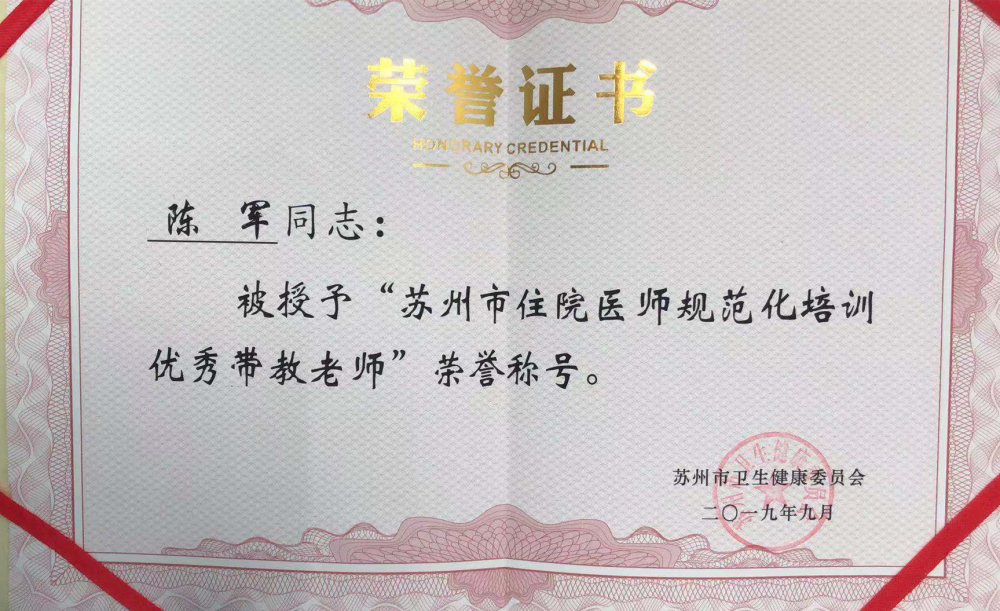 荣誉证书
HONORARY CREDENTIAL
陈 军同志：
被授予“苏州市住院医师规范化培训
优秀带教老师”荣誉称号。
苏州市卫生健康委员会
二〇一九年九月